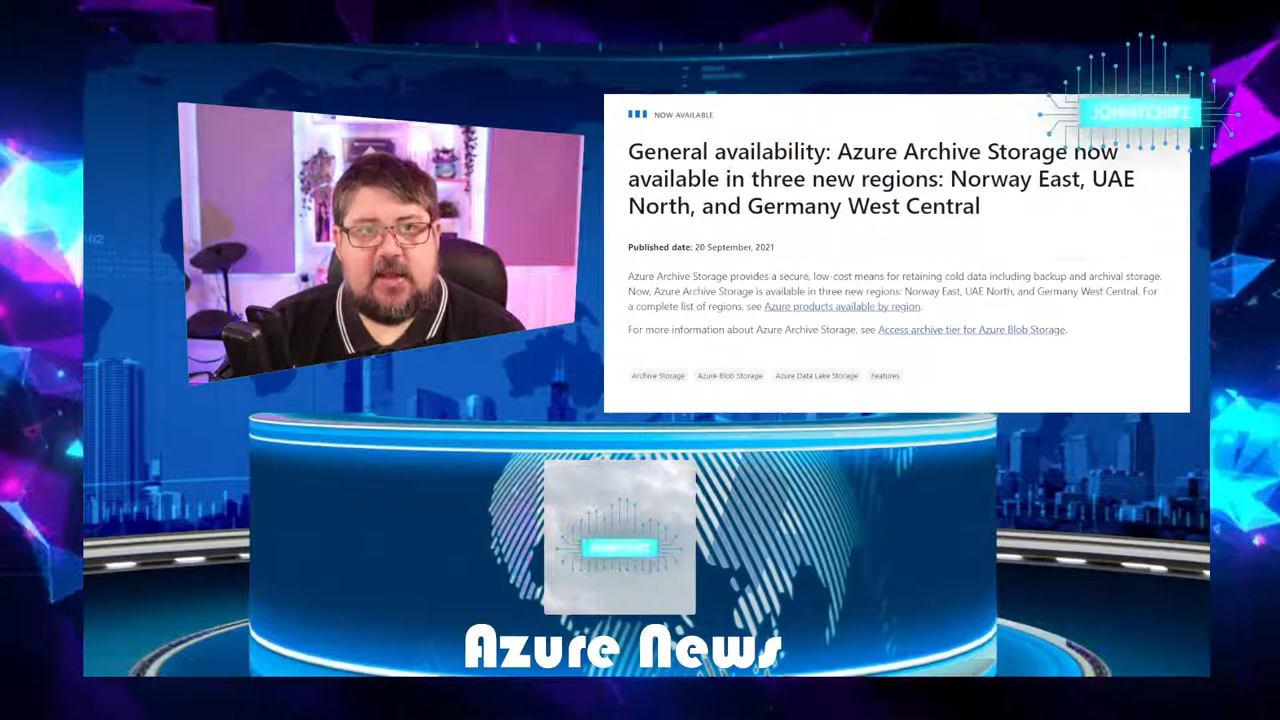 JONNYCHIPZ
NOW AVAILABLE
General availability: Azure Archive Storage now
available in three new regions: Norway East, UAE
North, and Germany West Central
Published date: 20 September, 2021
Azure Archive Storage provides a secure, low-cost means for retaining cold data including backup and archival storage.
Now, Azure Archive Storage is available in three new regions: Norway East, UAE North, and Germany West Central. For
a complete list of regions, see Azure products available by region.
For more information about Azure Archive Storage, see Access archive tier for Azure Blob Storage.
Archive Storage Azure Blob Storage Azure Data Lake Storage Features
JONNYCHIPZ
Azure News